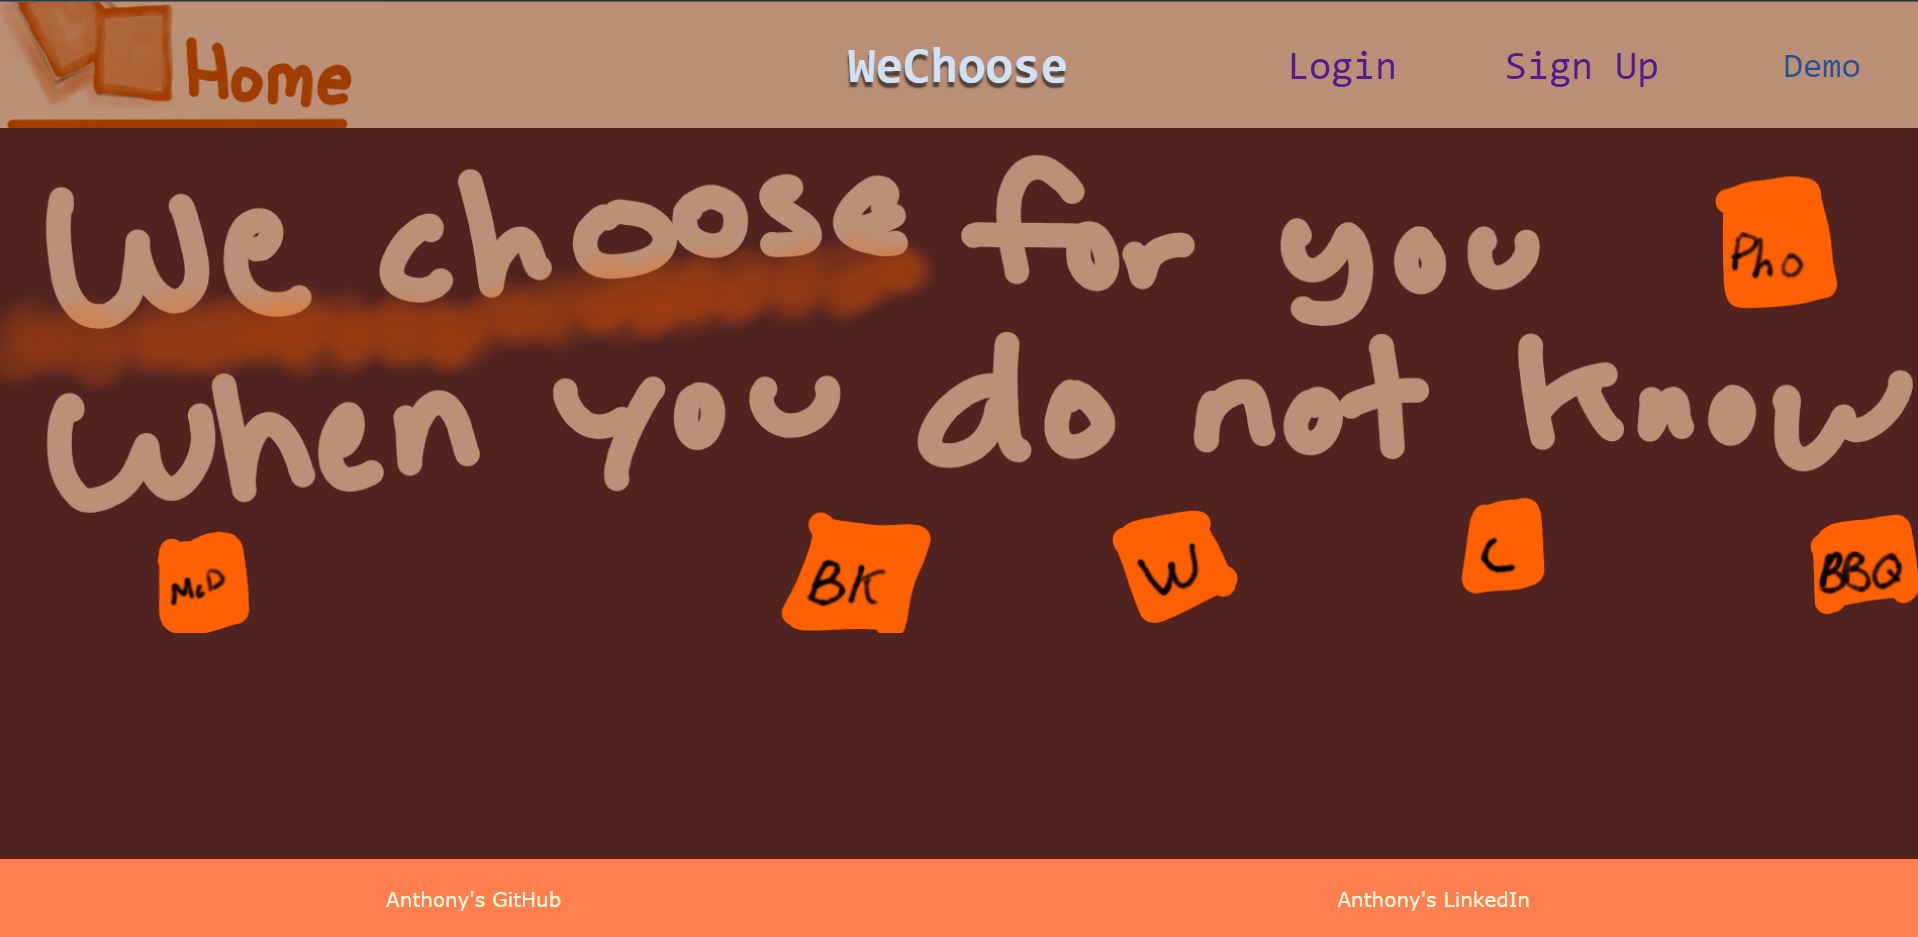 Home WeChoose Login Sign Up Demo
We choose for you
Pho
When you do not know
McD BK W C BBQ
Anthony's GitHub Anthony's LinkedIn